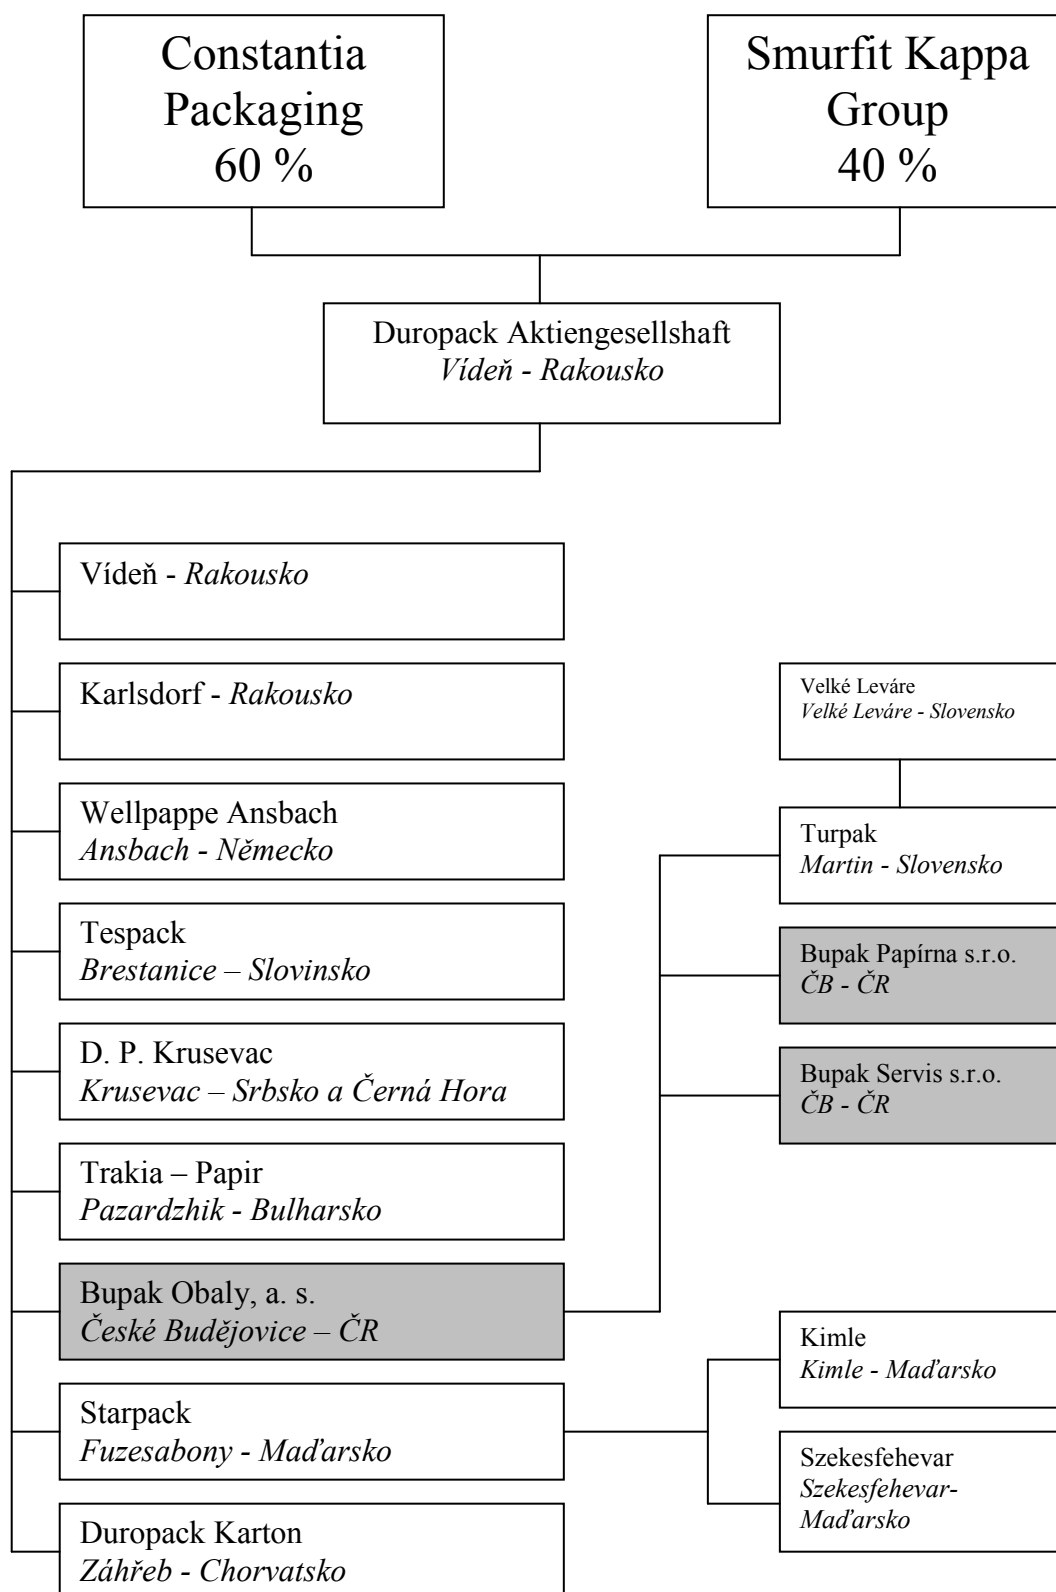 Constantia
Packaging
60 %
Smurfit Kappa
Group
40 %
Duropack Aktiengesellshaft
Vídeň - Rakousko
Vídeň - Rakousko
Karlsdorf - Rakousko
Wellpappe Ansbach
Ansbach - Německo
Tespack
Brestanice – Slovinsko
D. P. Krusevac
Krusevac – Srbsko a Černá Hora
Trakia – Papir
Pazardzhik - Bulharsko
Bupak Obaly, a. s.
České Budějovice – ČR
Starpack
Fuzesabony - Maďarsko
Duropack Karton
Záhřeb - Chorvatsko
Velké Leváre
Velké Leváre - Slovensko
Turpak
Martin - Slovensko
Bupak Papírna s.r.o.
ČB - ČR
Bupak Servis s.r.o.
ČB - ČR
Kimle
Kimle - Maďarsko
Szekesfehevar
Szekesfehevar-
Maďarsko